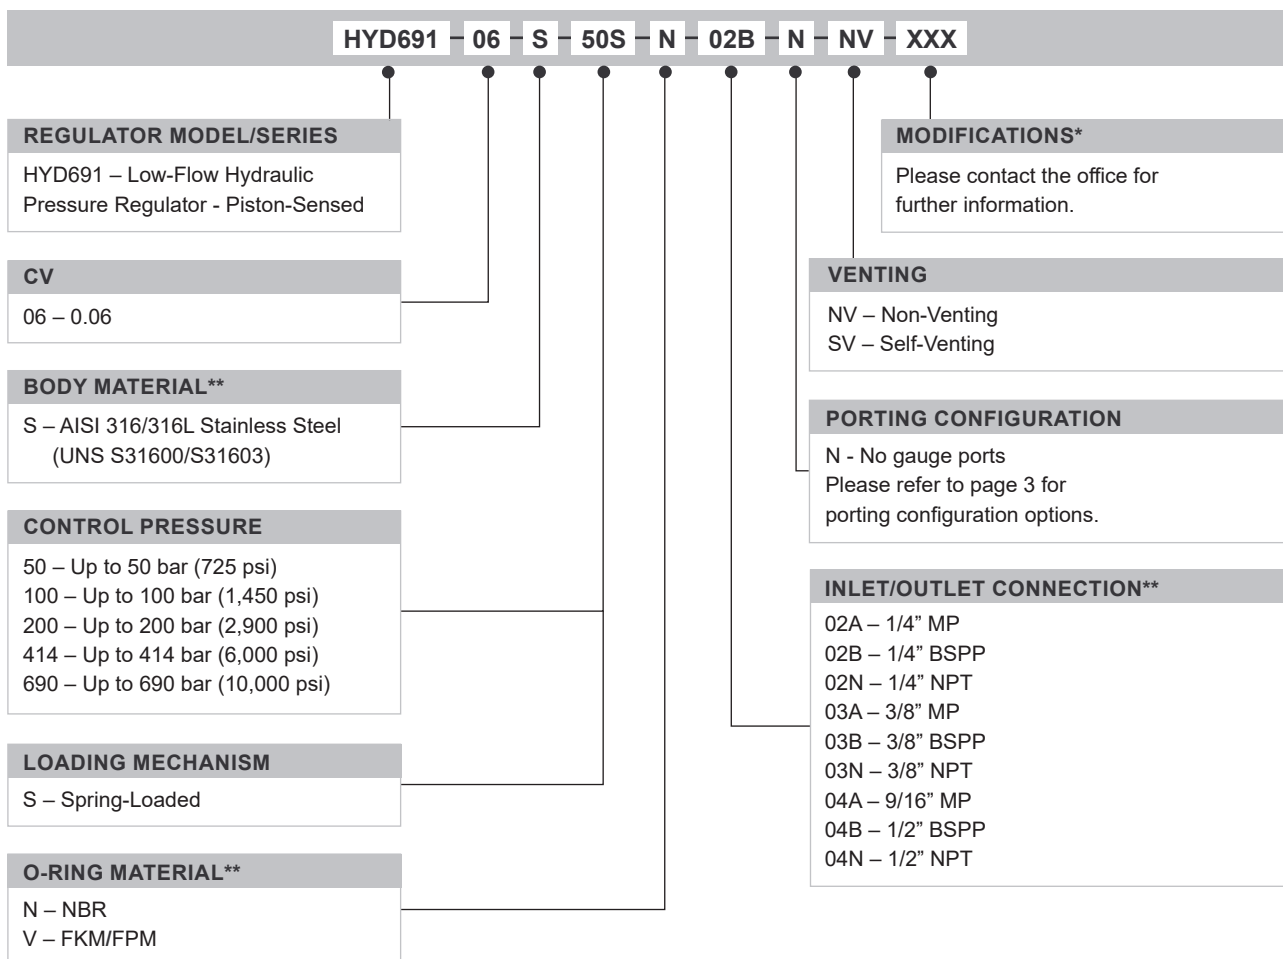 HYD691 - 06 - S - 50S - N - 02B - N - NV - XXX
REGULATOR MODEL/SERIES
HYD691 – Low-Flow Hydraulic
Pressure Regulator - Piston-Sensed
CV
06 – 0.06
BODY MATERIAL**
S – AISI 316/316L Stainless Steel
(UNS S31600/S31603)
CONTROL PRESSURE
50 – Up to 50 bar (725 psi)
100 – Up to 100 bar (1,450 psi)
200 – Up to 200 bar (2,900 psi)
414 – Up to 414 bar (6,000 psi)
690 – Up to 690 bar (10,000 psi)
LOADING MECHANISM
S – Spring-Loaded
O-RING MATERIAL**
N – NBR
V – FKM/FPM
MODIFICATIONS*
Please contact the office for
further information.
VENTING
NV – Non-Venting
SV – Self-Venting
PORTING CONFIGURATION
N - No gauge ports
Please refer to page 3 for
porting configuration options.
INLET/OUTLET CONNECTION**
02A – 1/4” MP
02B – 1/4” BSPP
02N – 1/4” NPT
03A – 3/8” MP
03B – 3/8” BSPP
03N – 3/8” NPT
04A – 9/16” MP
04B – 1/2” BSPP
04N – 1/2” NPT